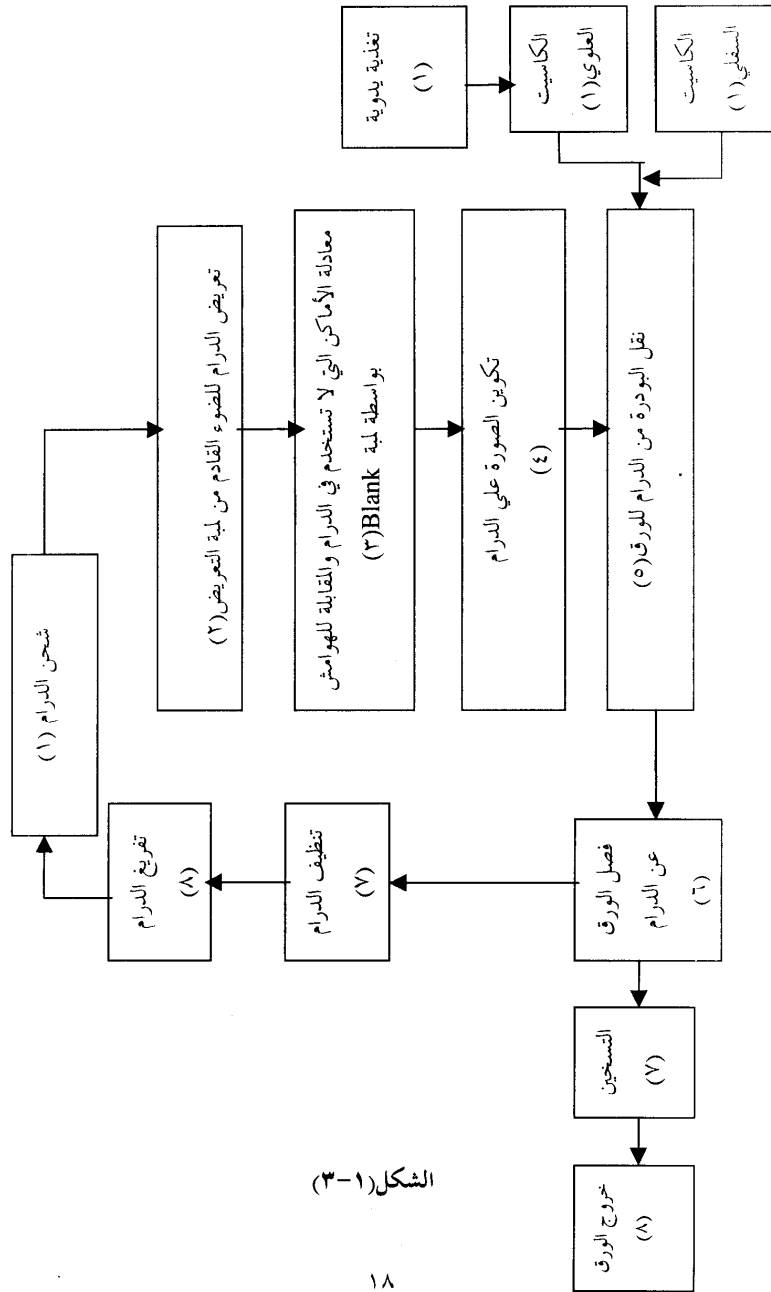 شحن الدرام (١)
تعريض الدرام للضوء القادم من لمبة التعريض(٢)
معادلة الأماكن التي لا تستخدم في الدرام والمقابلة للهوامش
بواسطة لمبة Blank(٣)
تكوين الصورة علي الدرام
(٤)
نقل البودرة من الدرام للورق(٥)
تغذية يدوية
(١)
الكاسيت
العلوي(١)
الكاسيت
السفلي(١)
فصل الورق
عن الدرام
(٦)
تنظيف الدرام
(٧)
تفريغ الدرام
(٨)
التسخين
(٧)
خروج الورق
(٨)
الشكل(١-٣)
١٨